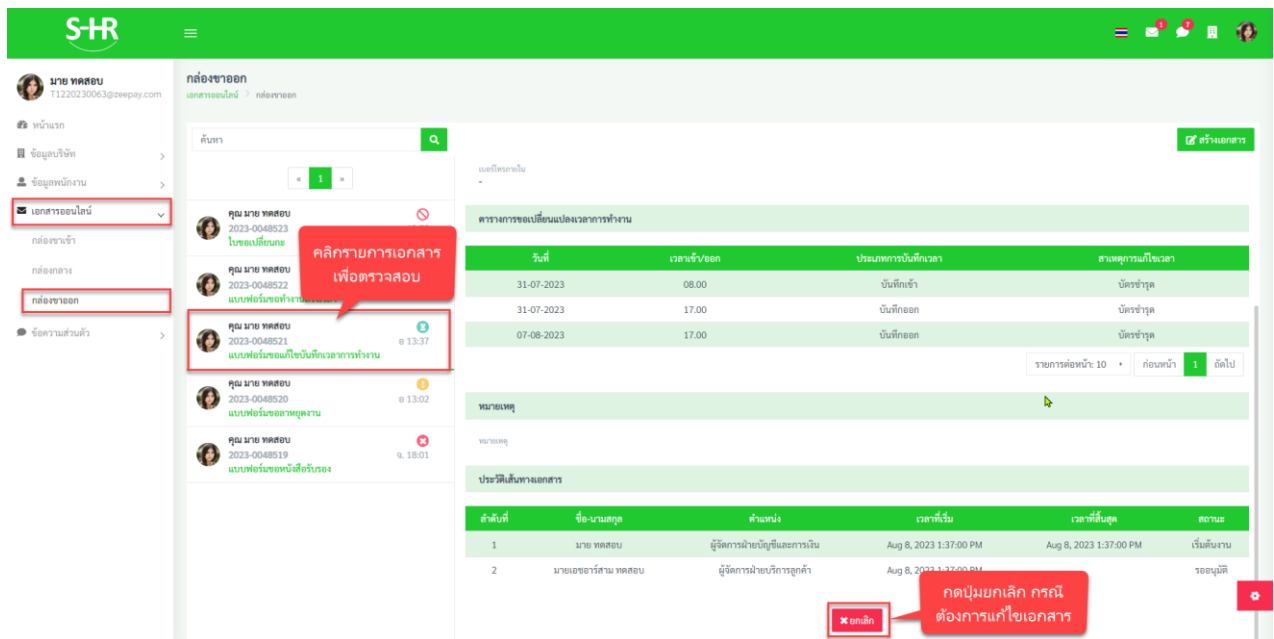 S-HR
1
7
มาย ทดสอบ
T1220230063@zeepay.com
หน้าแรก
ข้อมูลบริษัท
ข้อมูลพนักงาน
เอกสารออนไลน์
กล่องขาเข้า
กล่องกลาง
กล่องขาออก
ข้อความส่วนตัว
กล่องขาออก
เอกสารออนไลน์ > กล่องขาออก
ค้นหา
« 1 »
คุณ มาย ทดสอบ
2023-0048523
ใบขอเปลี่ยนกะ
คุณ มาย ทดสอบ
2023-0048522
แบบฟอร์มขอทำงาน
คุณ มาย ทดสอบ
2023-0048521 อ 13:37
แบบฟอร์มขอแก้ไขบันทึกเวลาการทำงาน
คุณ มาย ทดสอบ 1
2023-0048520 อ 13:02
แบบฟอร์มขอลาหยุดงาน
คุณ มาย ทดสอบ
2023-0048519 จ. 18:01
แบบฟอร์มขอหนังสือรับรอง
คลิกรายการเอกสาร
เพื่อตรวจสอบ
สร้างเอกสาร
เบอร์โทรภายใน
-
ตารางการขอเปลี่ยนแปลงเวลาการทำงาน
วันที่ เวลาเข้า/ออก ประเภทการบันทึกเวลา สาเหตุการแก้ไขเวลา
31-07-2023 08.00 บันทึกเข้า บัตรชำรุด
31-07-2023 17.00 บันทึกออก บัตรชำรุด
07-08-2023 17.00 บันทึกออก บัตรชำรุด
รายการต่อหน้า: 10 ก่อนหน้า 1 ถัดไป
หมายเหตุ
หมายเหตุ
ประวัติเส้นทางเอกสาร
ลำดับที่ ชื่อ-นามสกุล ตำแหน่ง เวลาที่เริ่ม เวลาที่สิ้นสุด สถานะ
1 มาย ทดสอบ ผู้จัดการฝ่ายบัญชีและการเงิน Aug 8, 2023 1:37:00 PM Aug 8, 2023 1:37:00 PM เริ่มต้นงาน
2 มายเอชอาร์สาม ทดสอบ ผู้จัดการฝ่ายบริการลูกค้า Aug 8, 2023 1:37:00 PM รออนุมัติ
ยกเลิก
กดปุ่มยกเลิก กรณี
ต้องการแก้ไขเอกสาร